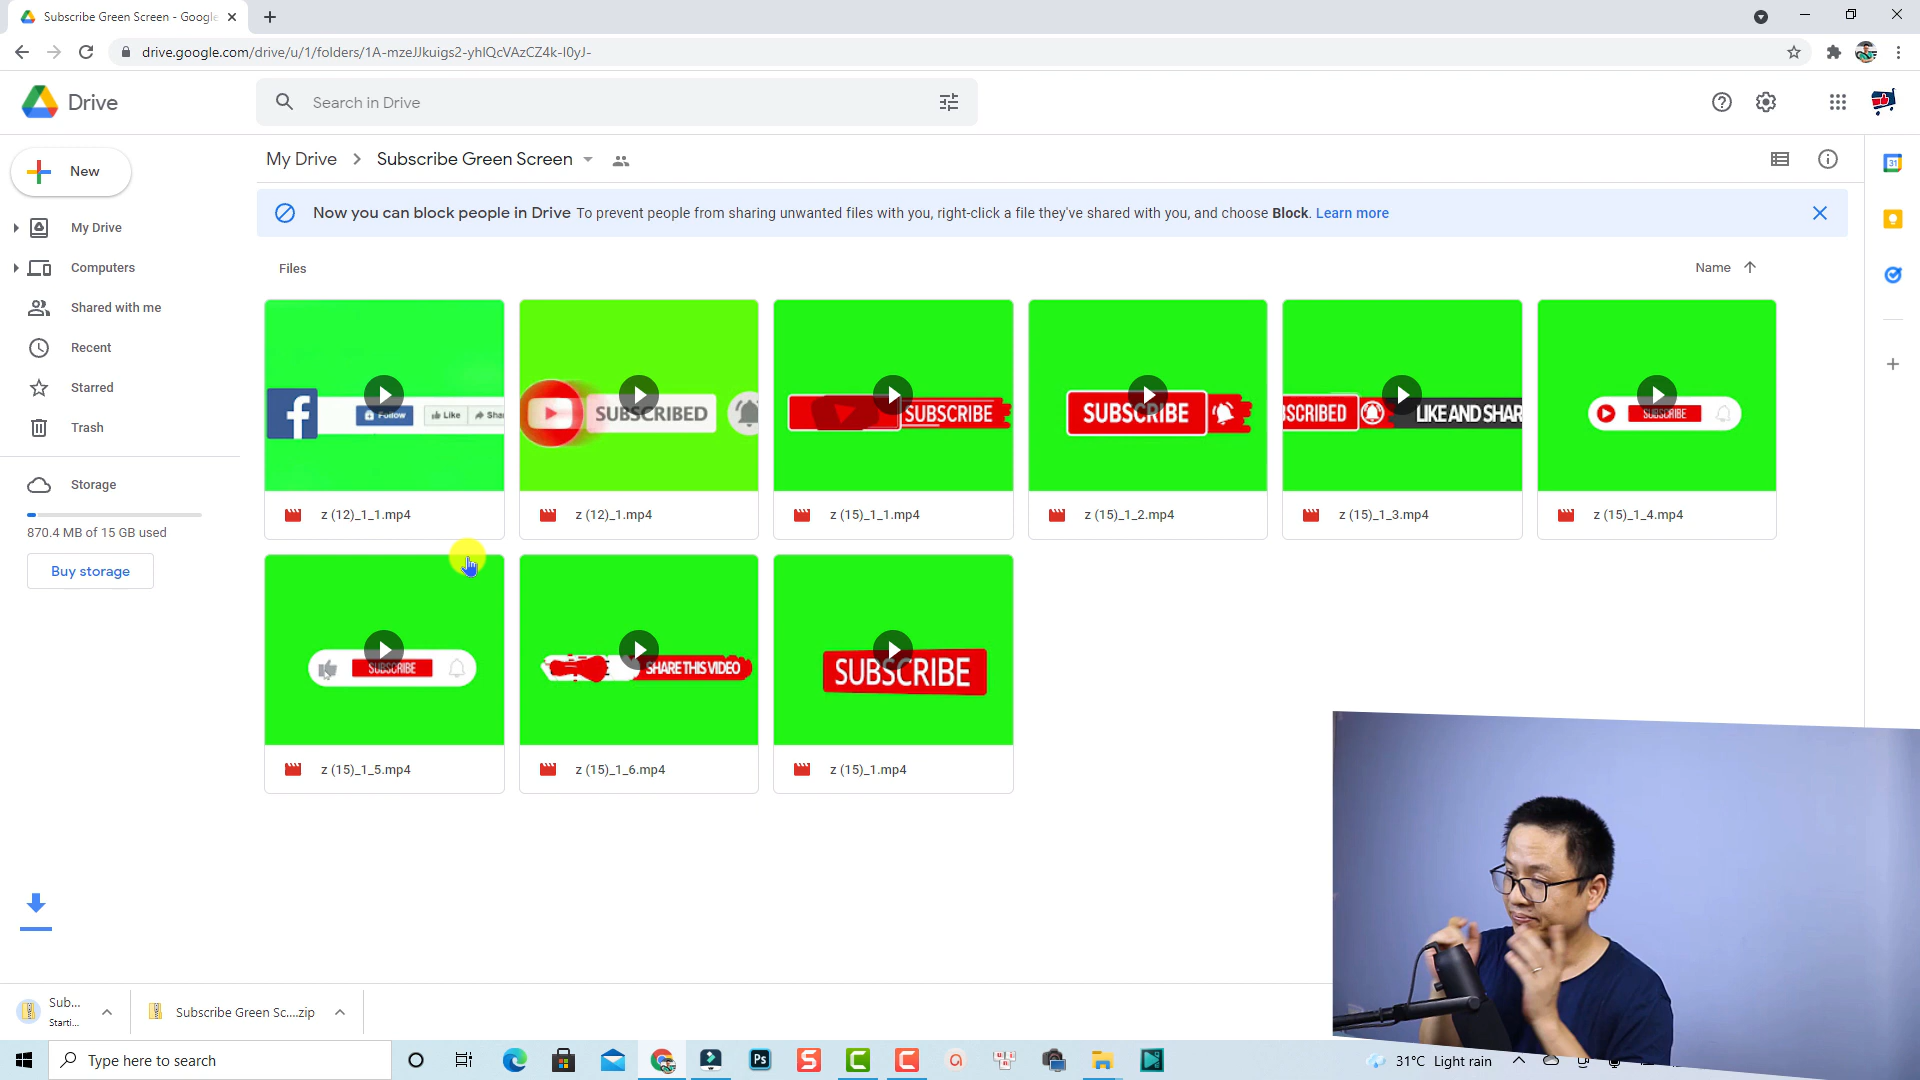 Subscribe Green Screen - Google
drive.google.com/drive/u/1/folders/1A-mzeJJkuigs2-yhIQcVAzCZ4k-I0yJ-
Drive
Search in Drive
New
My Drive
Computers
Shared with me
Recent
Starred
Trash
Storage
870.4 MB of 15 GB used
Buy storage
My Drive > Subscribe Green Screen
Now you can block people in Drive To prevent people from sharing unwanted files with you, right-click a file they've shared with you, and choose Block. Learn more
Files
Name
31
f Follow Like Shar
SUBSCRIBED
SUBSCRIBE
SUBSCRIBE
SCRIBED LIKE AND SHAR
SUBSCRIBE
z (12)_1_1.mp4
z (12)_1.mp4
z (15)_1_1.mp4
z (15)_1_2.mp4
z (15)_1_3.mp4
z (15)_1_4.mp4
SUBSCRIBE
SHARE THIS VIDEO
SUBSCRIBE
z (15)_1_5.mp4
z (15)_1_6.mp4
z (15)_1.mp4
Sub...
Starti...
Subscribe Green Sc....zip
Type here to search
Ps
S
C
C
31°C Light rain